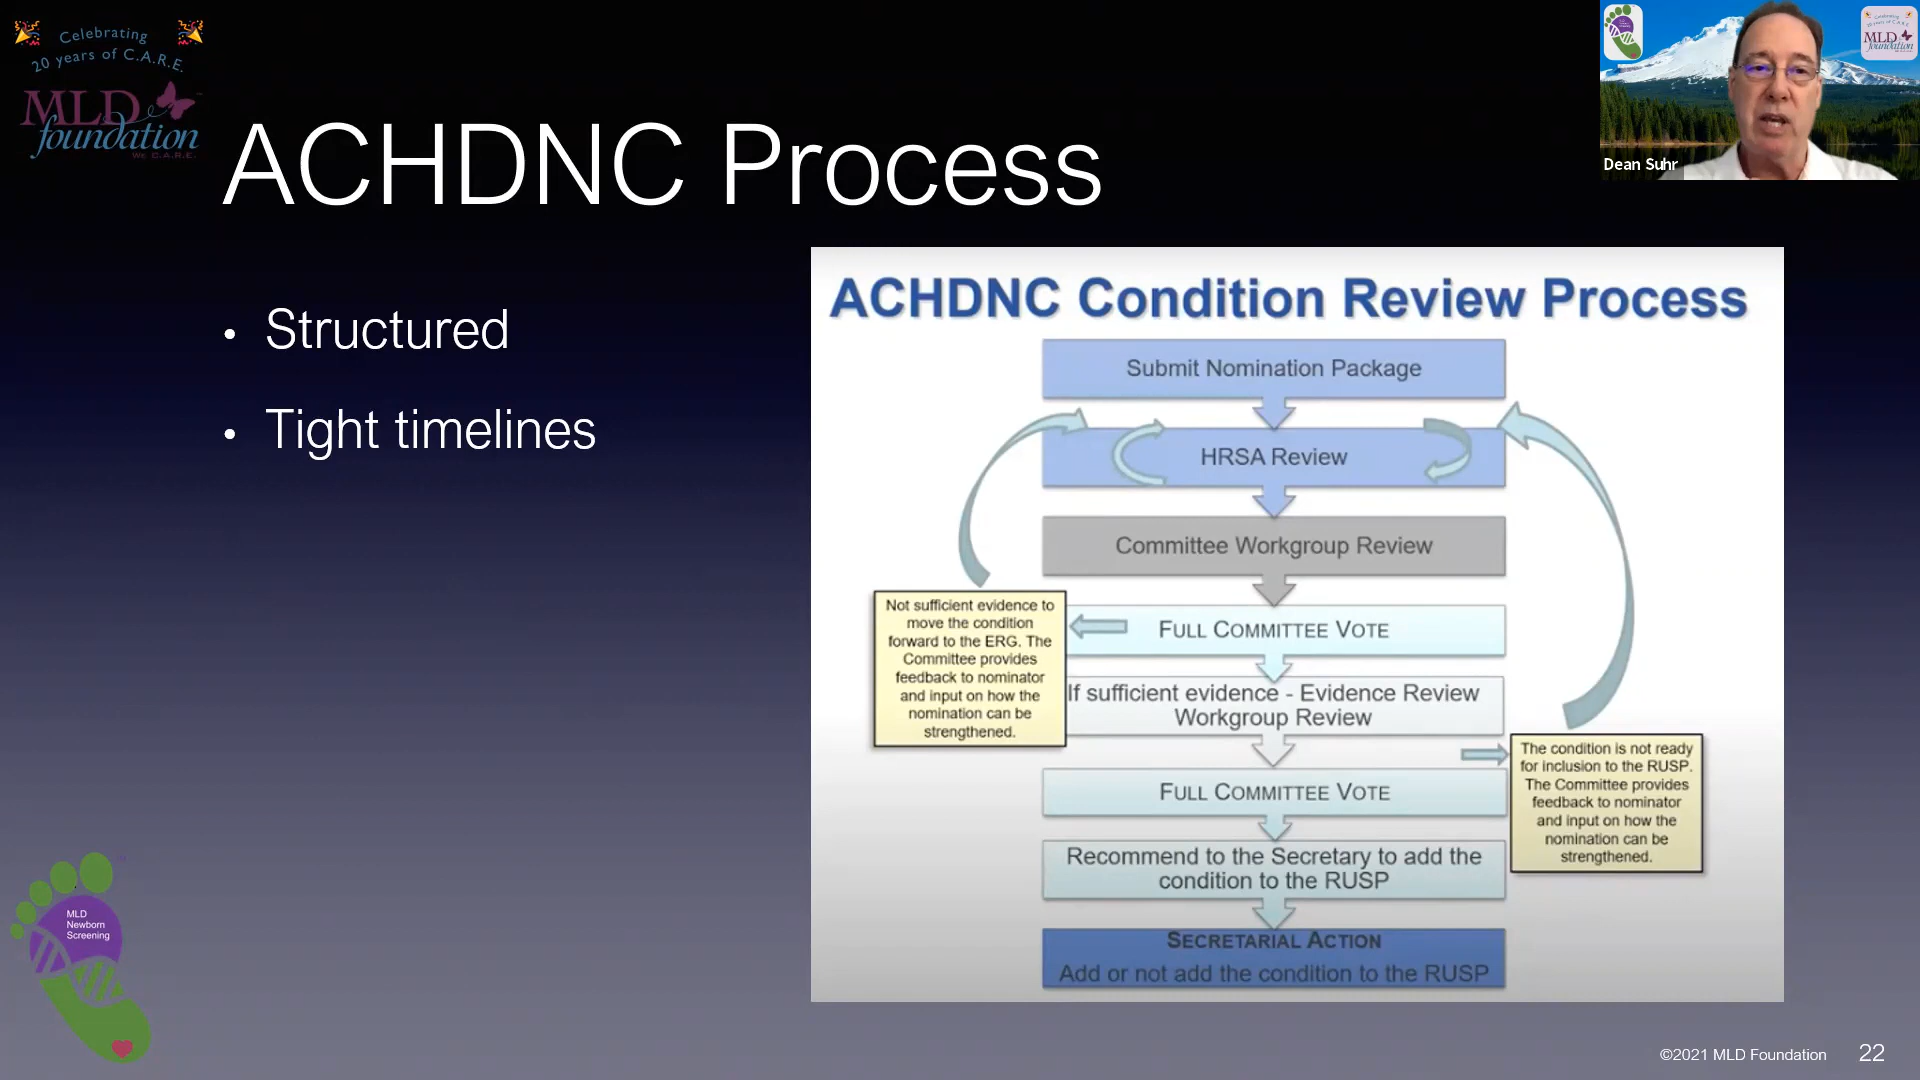 Celebrating
20 years of C.A.R.E.
MLD
foundation
WE C.A.R.E.
ACHDNC Process
• Structured
• Tight timelines
ACHDNC Condition Review Process
Submit Nomination Package
HRSA Review
Committee Workgroup Review
FULL COMMITTEE VOTE
If sufficient evidence - Evidence Review
Workgroup Review
FULL COMMITTEE VOTE
Recommend to the Secretary to add the
condition to the RUSP
SECRETARIAL ACTION
Add or not add the condition to the RUSP
Not sufficient evidence to
move the condition
forward to the ERG. The
Committee provides
feedback to nominator
and input on how the
nomination can be
strengthened.
The condition is not ready
for inclusion to the RUSP.
The Committee provides
feedback to nominator
and input on how the
nomination can be
strengthened.
Dean Suhr
MLD
foundation
MLD
Newborn
Screening
©2021 MLD Foundation
22